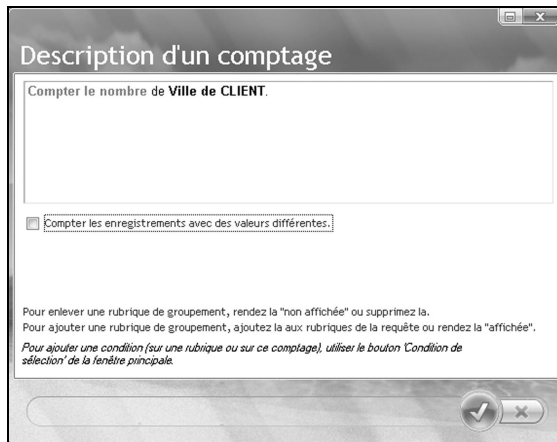 Description d'un comptage
Compter le nombre de Ville de CLIENT.
Compter les enregistrements avec des valeurs différentes.
Pour enlever une rubrique de groupement, rendez la "non affichée" ou supprimez la.
Pour ajouter une rubrique de groupement, ajoutez la aux rubriques de la requête ou rendez la "affichée".
Pour ajouter une condition (sur une rubrique ou sur ce comptage), utiliser le bouton 'Condition de
sélection' de la fenêtre principale.